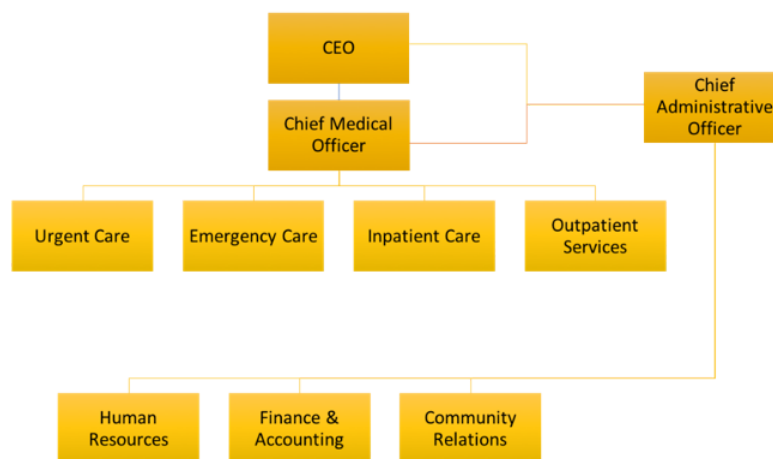 CEO
Chief Medical
Officer
Chief
Administrative
Officer
Urgent Care
Emergency Care
Inpatient Care
Outpatient
Services
Human
Resources
Finance &
Accounting
Community
Relations